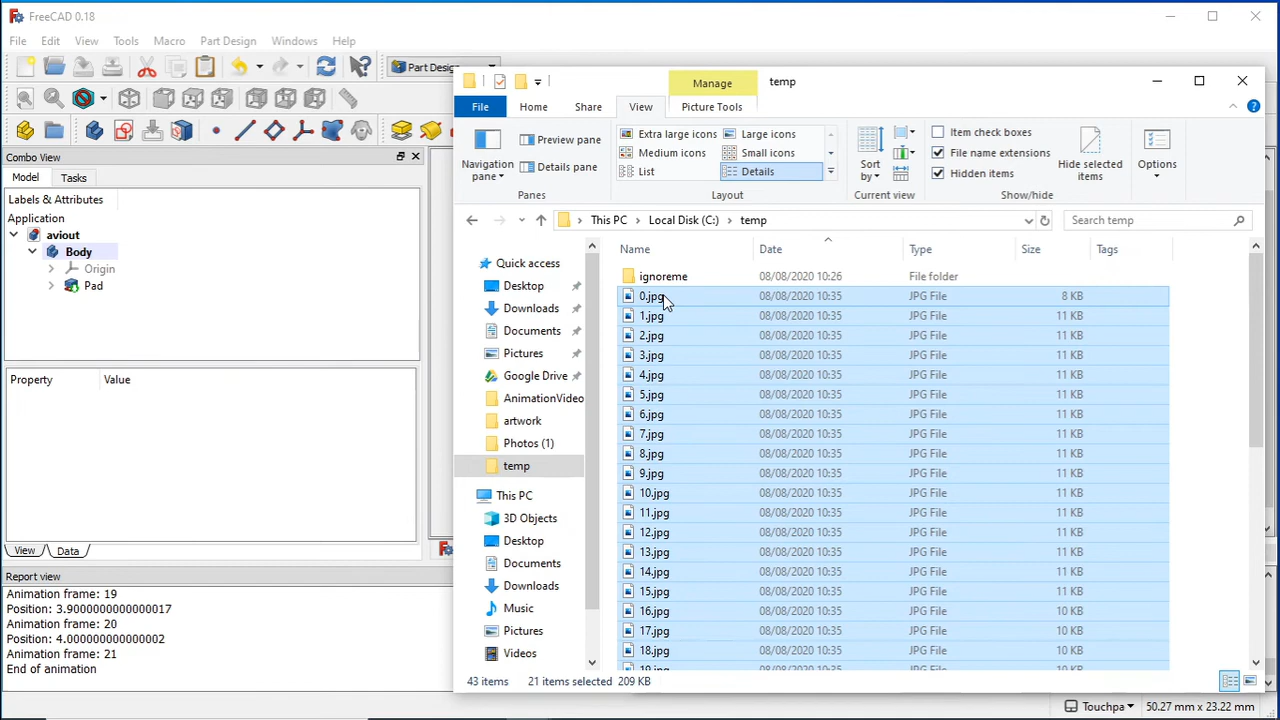 FreeCAD 0.18
File Edit View Tools Macro Part Design Windows Help
Part Design
Combo View
Model Tasks
Labels & Attributes
Application
aviout
Body
Origin
Pad
Property Value
View Data
Report view
Animation frame: 19
Position: 3.9000000000000017
Animation frame: 20
Position: 4.000000000000002
Animation frame: 21
End of animation
Manage temp
File Home Share View Picture Tools
Navigation pane
Preview pane
Details pane
Panes
Extra large icons Large icons
Medium icons Small icons
List Details
Layout
Sort by
Current view
Item check boxes
File name extensions
Hidden items
Hide selected items
Show/hide
Options
This PC > Local Disk (C:) > temp
Search temp
Quick access
Desktop
Downloads
Documents
Pictures
Google Drive
AnimationVideo
artwork
Photos (1)
temp
This PC
3D Objects
Desktop
Documents
Downloads
Music
Pictures
Videos
Name Date Type Size Tags
ignoreme 08/08/2020 10:26 File folder
0.jpg 08/08/2020 10:35 JPG File 8 KB
1.jpg 08/08/2020 10:35 JPG File 11 KB
2.jpg 08/08/2020 10:35 JPG File 11 KB
3.jpg 08/08/2020 10:35 JPG File 11 KB
4.jpg 08/08/2020 10:35 JPG File 11 KB
5.jpg 08/08/2020 10:35 JPG File 11 KB
6.jpg 08/08/2020 10:35 JPG File 11 KB
7.jpg 08/08/2020 10:35 JPG File 11 KB
8.jpg 08/08/2020 10:35 JPG File 11 KB
9.jpg 08/08/2020 10:35 JPG File 11 KB
10.jpg 08/08/2020 10:35 JPG File 11 KB
11.jpg 08/08/2020 10:35 JPG File 11 KB
12.jpg 08/08/2020 10:35 JPG File 11 KB
13.jpg 08/08/2020 10:35 JPG File 11 KB
14.jpg 08/08/2020 10:35 JPG File 11 KB
15.jpg 08/08/2020 10:35 JPG File 11 KB
16.jpg 08/08/2020 10:35 JPG File 10 KB
17.jpg 08/08/2020 10:35 JPG File 10 KB
18.jpg 08/08/2020 10:35 JPG File 10 KB
19.jpg 08/08/2020 10:35 JPG File 10 KB
43 items 21 items selected 209 KB
Touchpa 50.27 mm x 23.22 mm